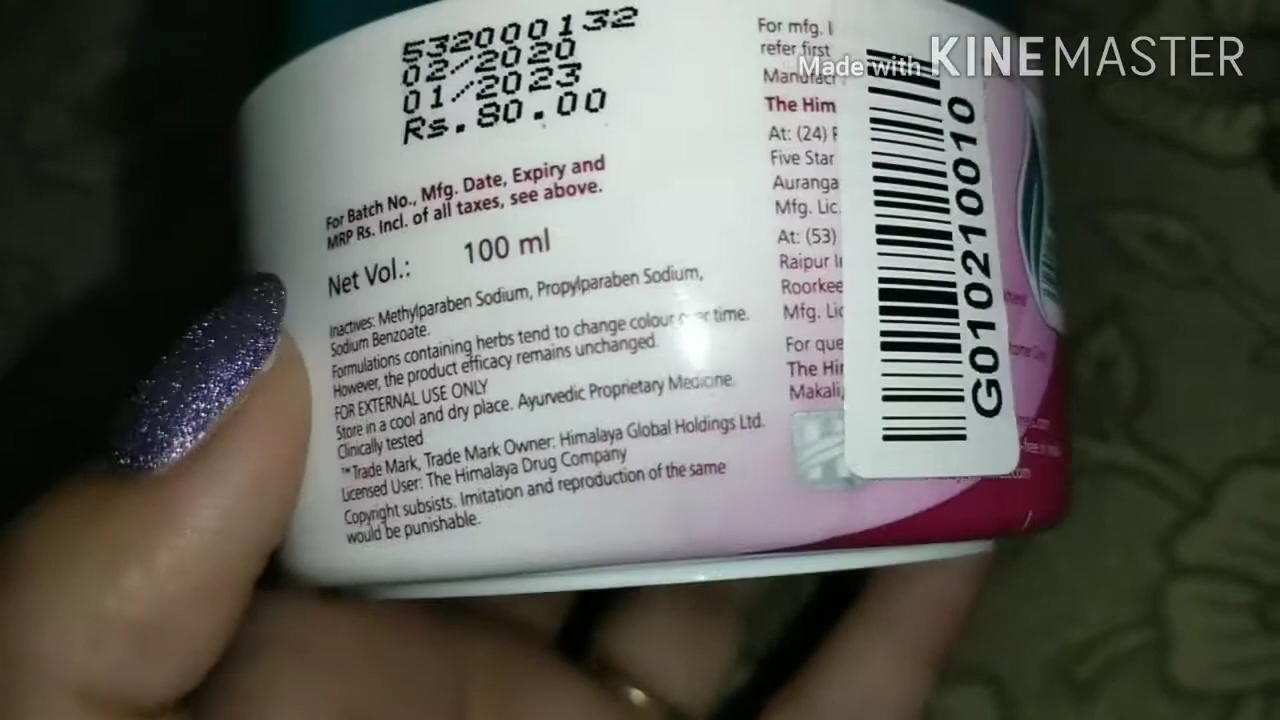 532000132
02/2020
01/2023
Rs.80.00
For Batch No., Mfg. Date, Expiry and
MRP Rs. Incl. of all taxes, see above.
Net Vol.: 100 ml
Inactives: Methylparaben Sodium, Propylparaben Sodium,
Sodium Benzoate.
Formulations containing herbs tend to change colour over time.
However, the product efficacy remains unchanged.
FOR EXTERNAL USE ONLY
Store in a cool and dry place. Ayurvedic Proprietary Medicine.
Clinically tested
™Trade Mark, Trade Mark Owner: Himalaya Global Holdings Ltd.
Licensed User: The Himalaya Drug Company
Copyright subsists. Imitation and reproduction of the same
would be punishable.
For mfg.
refer first
The Him
At: (24)
Five Star
Auranga
Mfg. Lic.
At: (53)
Raipur
Roorkee
Mfg. Lic
For que
The Hi
Makali,
G010210010
Made with KINEMASTER